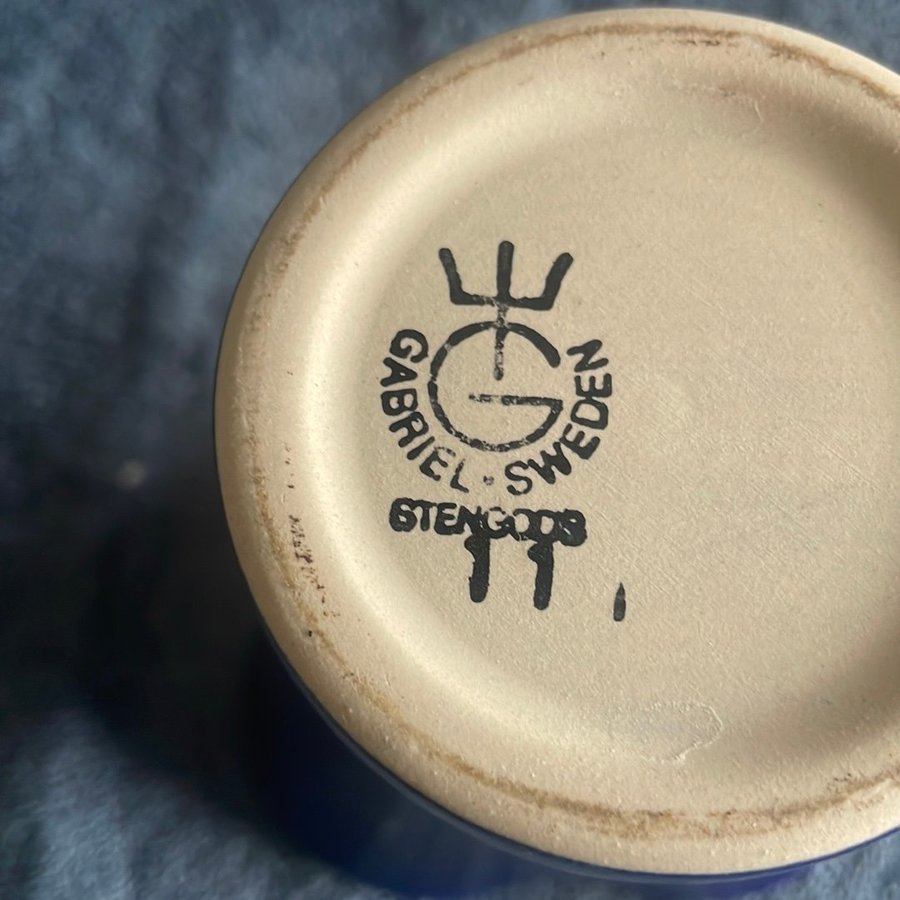 G
GABRIEL · SWEDEN
STENGODS
11